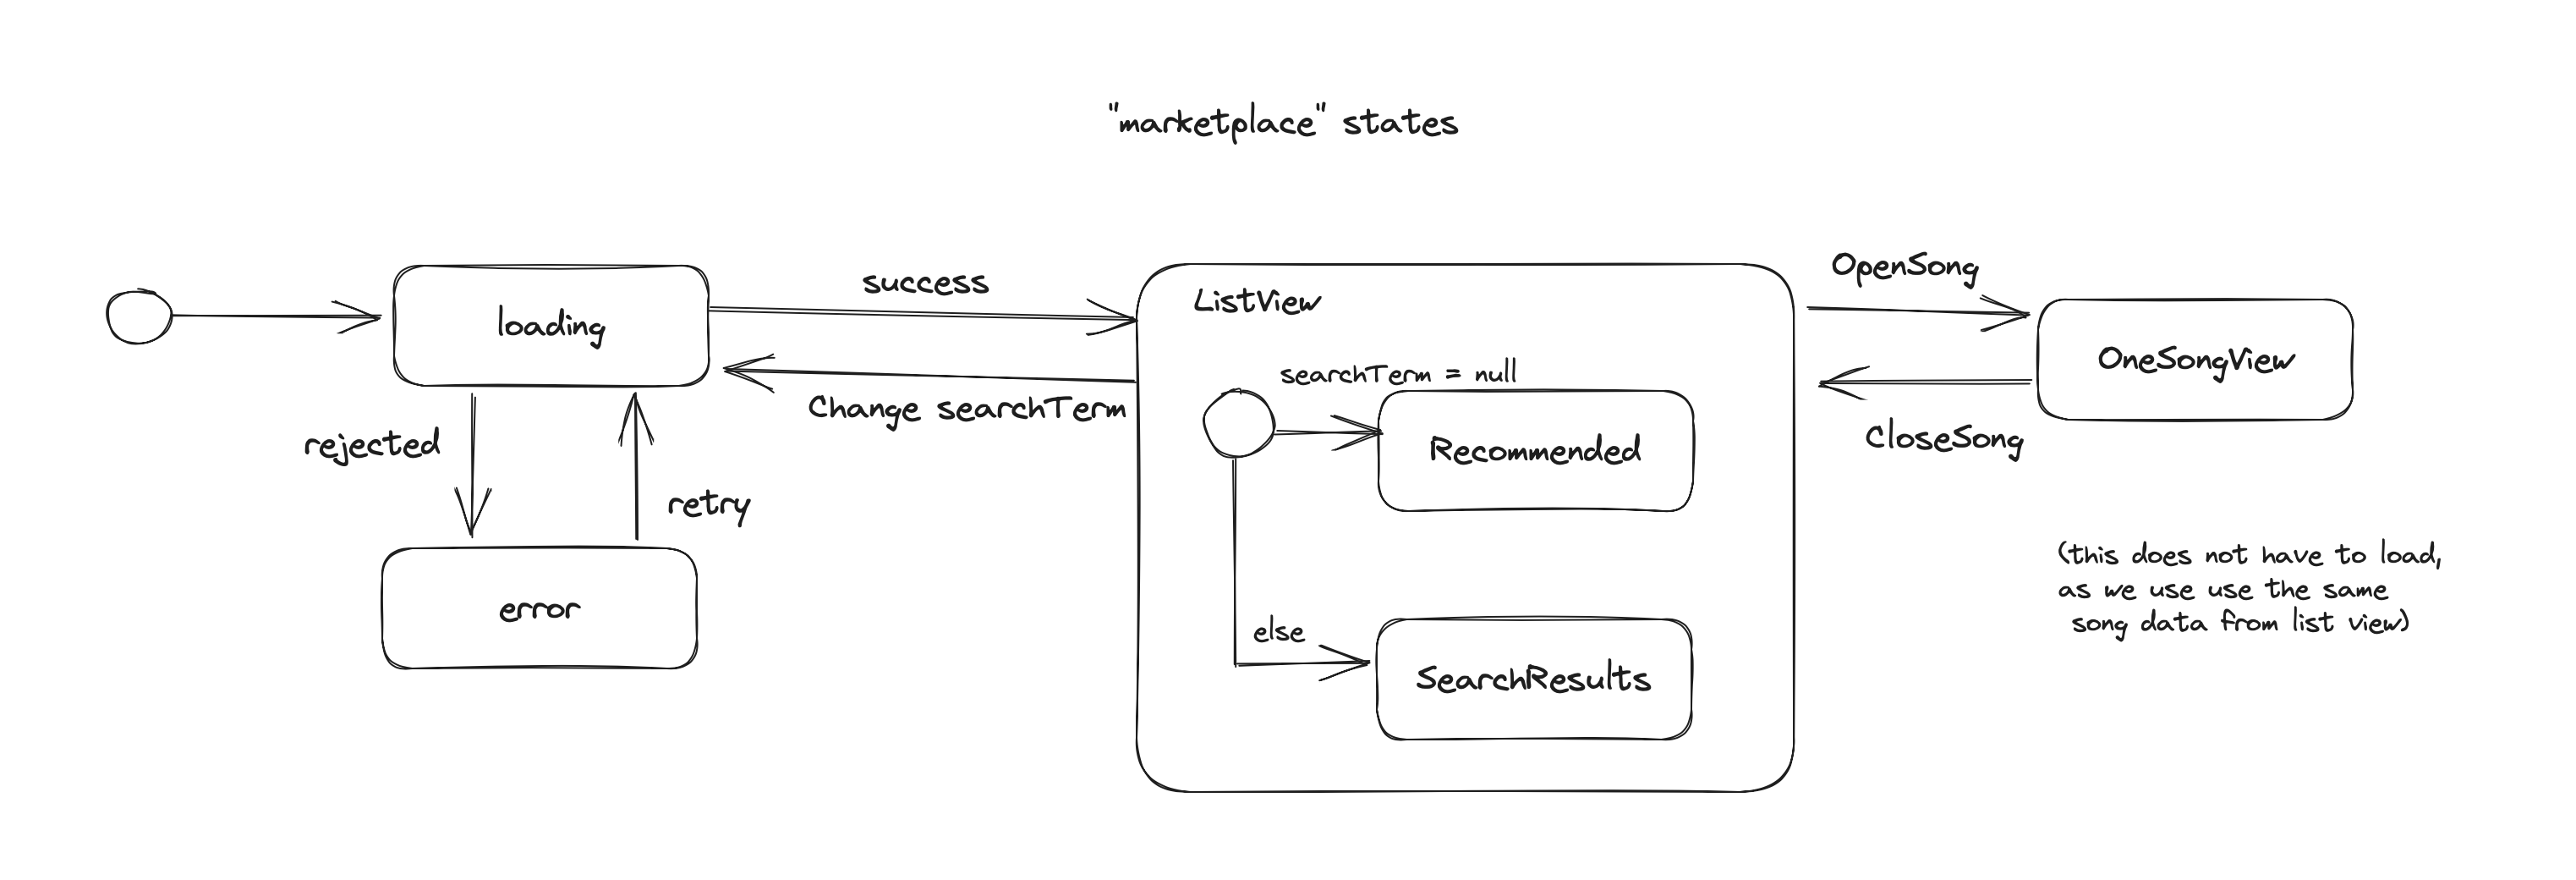 "marketplace" states
loading
success
Change searchTerm
rejected
retry
error
ListView
searchTerm = null
Recommended
else
SearchResults
OpenSong
OneSongView
CloseSong
(this does not have to load,
as we use use the same
song data from list view)